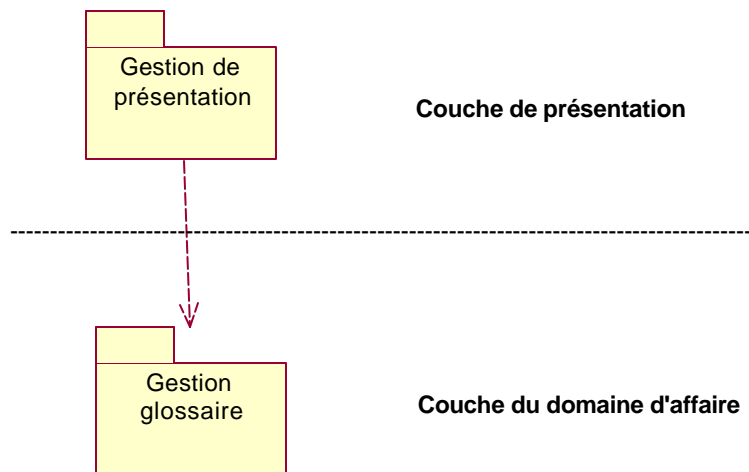 Gestion de
présentation
Couche de présentation
Gestion
glossaire
Couche du domaine d'affaire